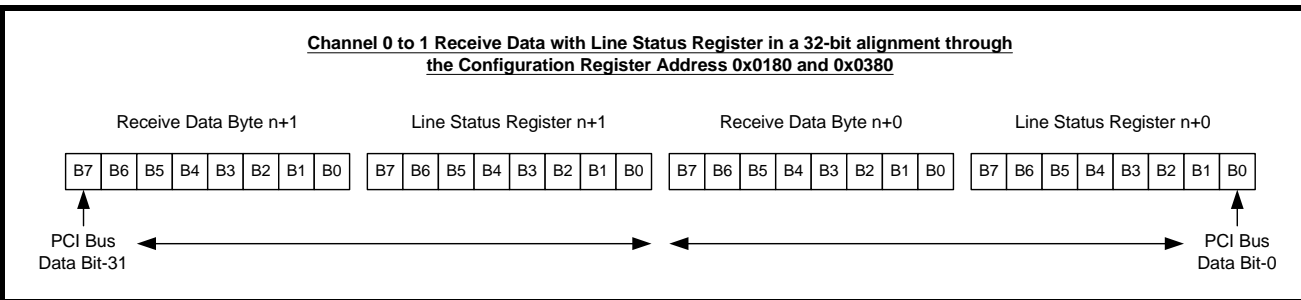 Channel 0 to 1 Receive Data with Line Status Register in a 32-bit alignment through
the Configuration Register Address 0x0180 and 0x0380
Receive Data Byte n+1 Line Status Register n+1 Receive Data Byte n+0 Line Status Register n+0
B7 B6 B5 B4 B3 B2 B1 B0 B7 B6 B5 B4 B3 B2 B1 B0 B7 B6 B5 B4 B3 B2 B1 B0 B7 B6 B5 B4 B3 B2 B1 B0
PCI Bus PCI Bus
Data Bit-31 Data Bit-0